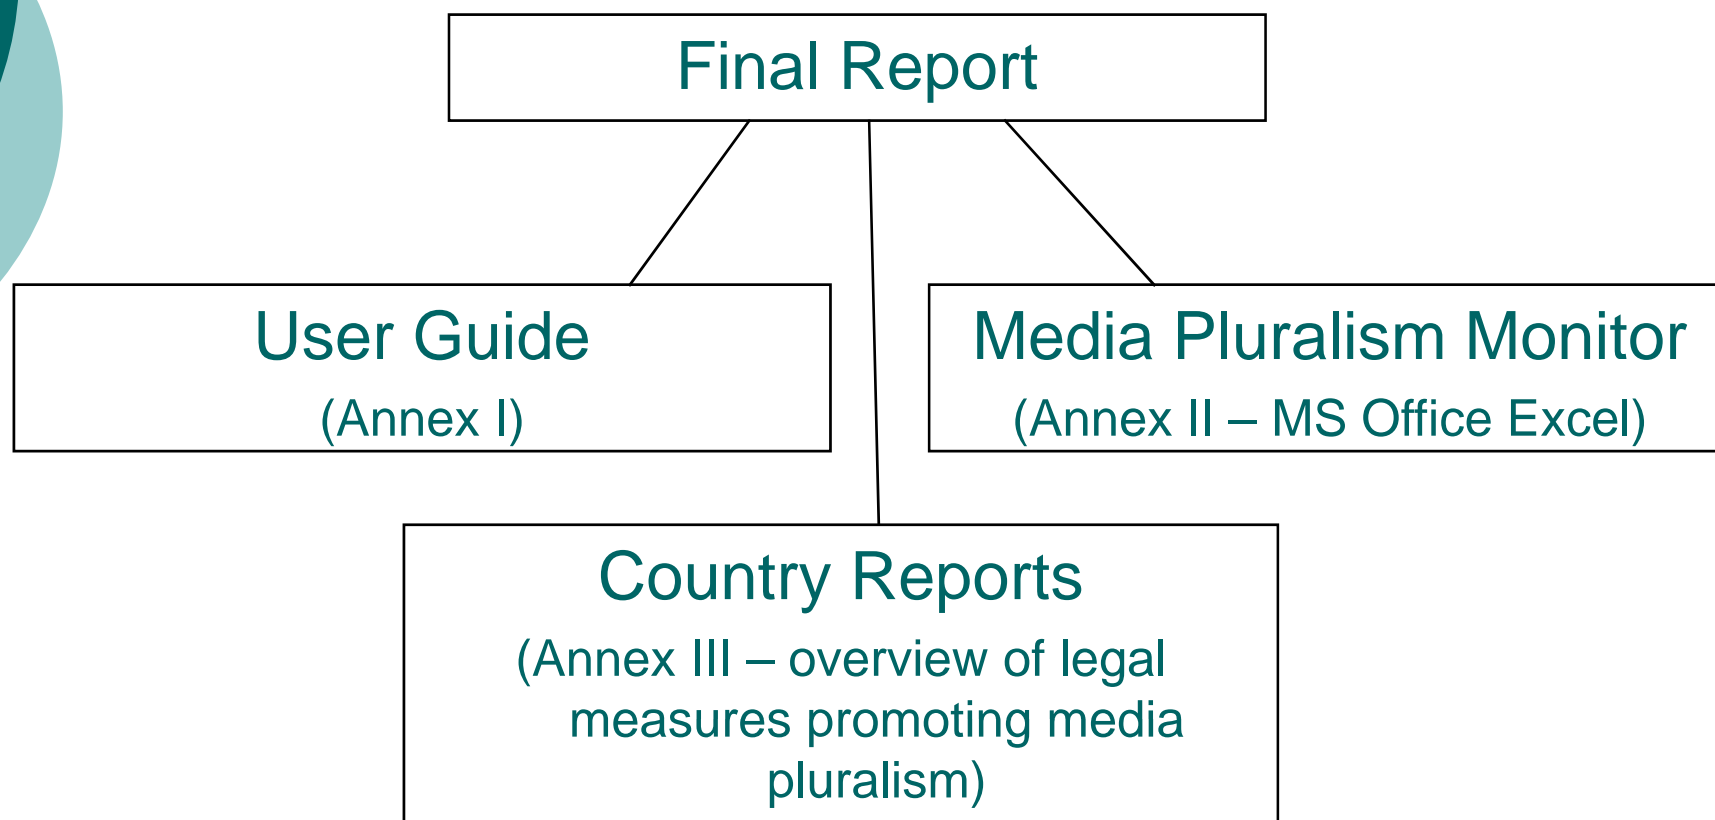 Final Report
User Guide
(Annex I)
Media Pluralism Monitor
(Annex II – MS Office Excel)
Country Reports
(Annex III – overview of legal
measures promoting media
pluralism)